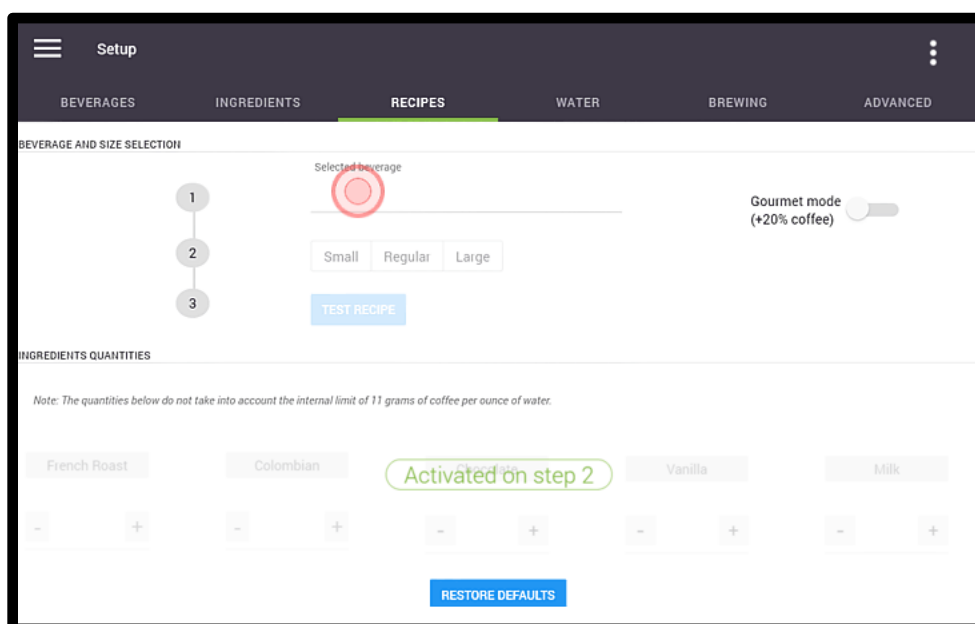 Setup
BEVERAGES INGREDIENTS RECIPES WATER BREWING ADVANCED
BEVERAGE AND SIZE SELECTION
Selected beverage
1
Gourmet mode
(+20% coffee)
2 Small Regular Large
3 TEST RECIPE
INGREDIENTS QUANTITIES
Note: The quantities below do not take into account the internal limit of 11 grams of coffee per ounce of water.
French Roast Colombian Chocolate Vanilla Milk
Activated on step 2
- + - + - + - + - +
RESTORE DEFAULTS